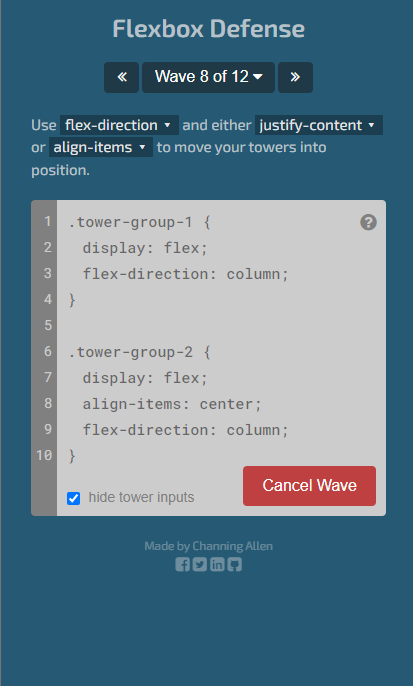 Flexbox Defense
« Wave 8 of 12 »
Use flex-direction and either justify-content
or align-items to move your towers into
position.
1 .tower-group-1 {
2 display: flex;
3 flex-direction: column;
4 }
5
6 .tower-group-2 {
7 display: flex;
8 align-items: center;
9 flex-direction: column;
10 }
?
hide tower inputs
Cancel Wave
Made by Channing Allen